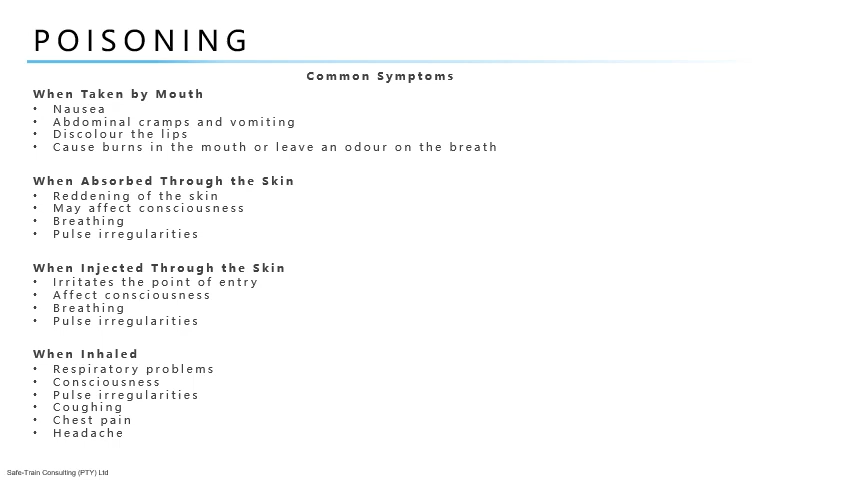 POISONING
Common Symptoms
When Taken by Mouth
• Nausea
• Abdominal cramps and vomiting
• Discolour the lips
• Cause burns in the mouth or leave an odour on the breath
When Absorbed Through the Skin
• Reddening of the skin
• May affect consciousness
• Breathing
• Pulse irregularities
When Injected Through the Skin
• Irritates the point of entry
• Affect consciousness
• Breathing
• Pulse irregularities
When Inhaled
• Respiratory problems
• Consciousness
• Pulse irregularities
• Coughing
• Chest pain
• Headache
Safe-Train Consulting (PTY) Ltd